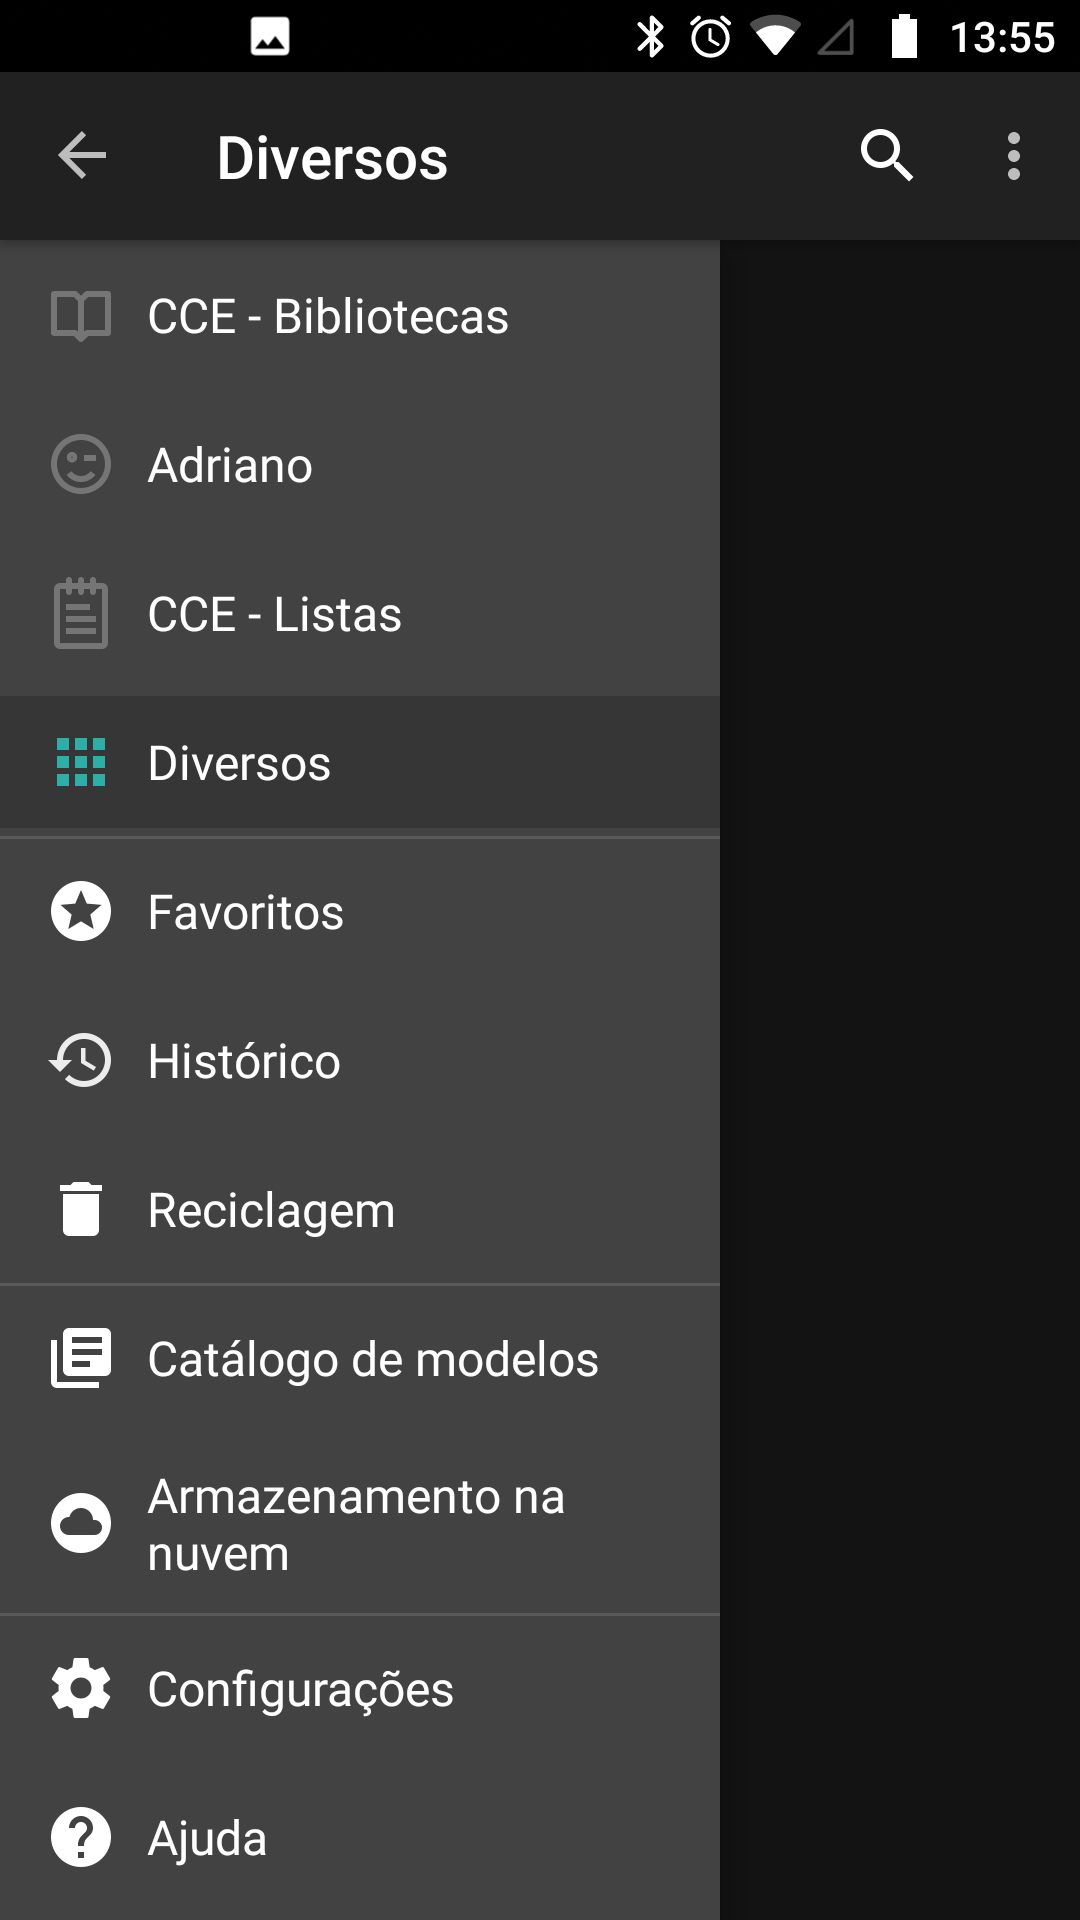 13:55
Diversos
CCE - Bibliotecas
Adriano
CCE - Listas
Diversos
Favoritos
Histórico
Reciclagem
Catálogo de modelos
Armazenamento na
nuvem
Configurações
Ajuda